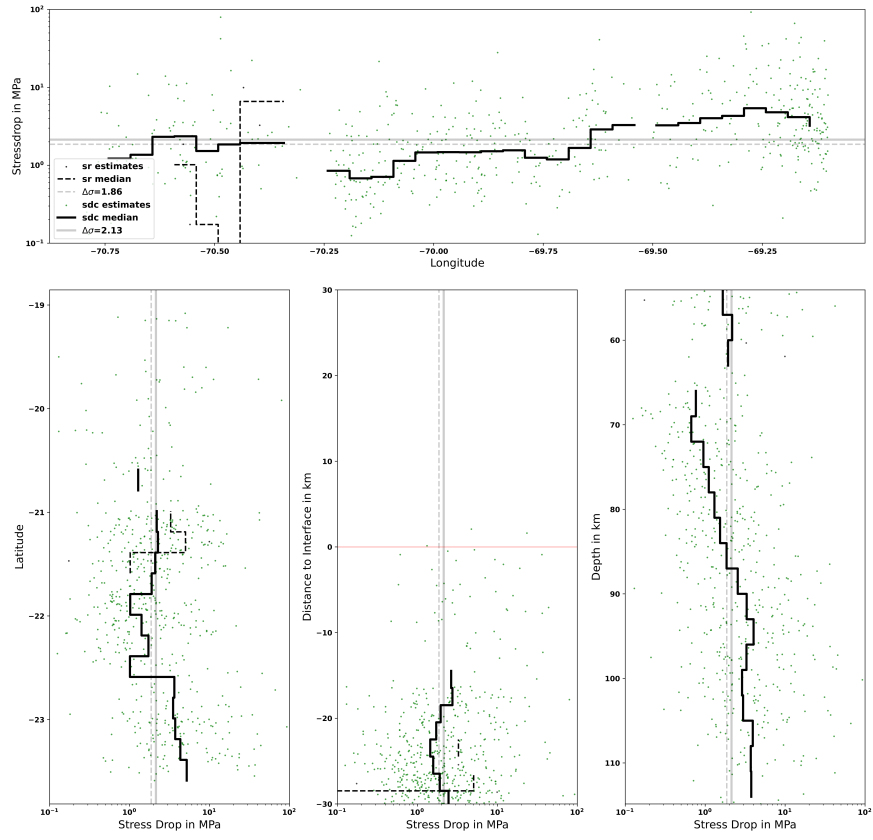 10²
10¹
10⁰
10⁻¹
Stressdrop in MPa
sr estimates
sr median
Δσ=1.86
sdc estimates
sdc median
Δσ=2.13
−70.75 −70.50 −70.25 −70.00 −69.75 −69.50 −69.25
Longitude
−19
−20
−21
−22
−23
Latitude
10⁻¹ 10⁰ 10¹ 10²
Stress Drop in MPa
30
20
10
0
−10
−20
−30
Distance to Interface in km
10⁻¹ 10⁰ 10¹ 10²
Stress Drop in MPa
60
70
80
90
100
110
Depth in km
10⁻¹ 10⁰ 10¹ 10²
Stress Drop in MPa